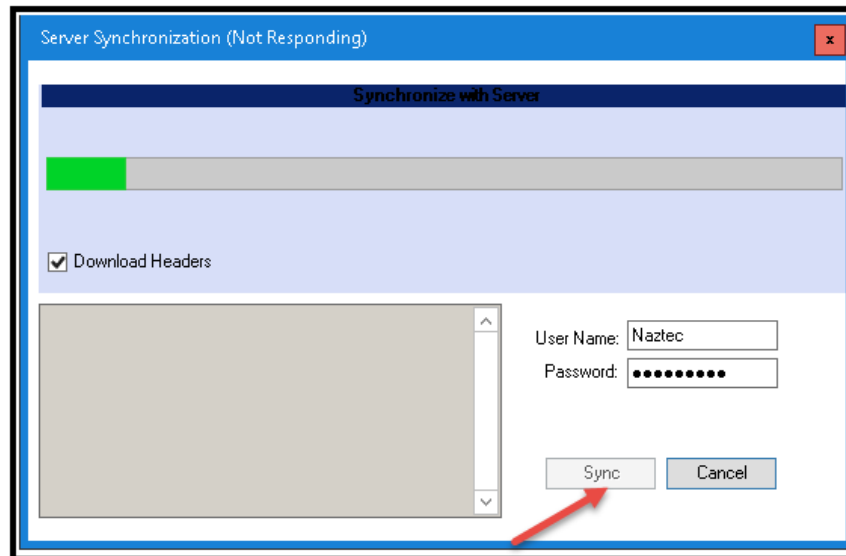 Server Synchronization (Not Responding)
x
Synchronize with Server
Download Headers
User Name: Naztec
Password: ●●●●●●●●●
Sync Cancel